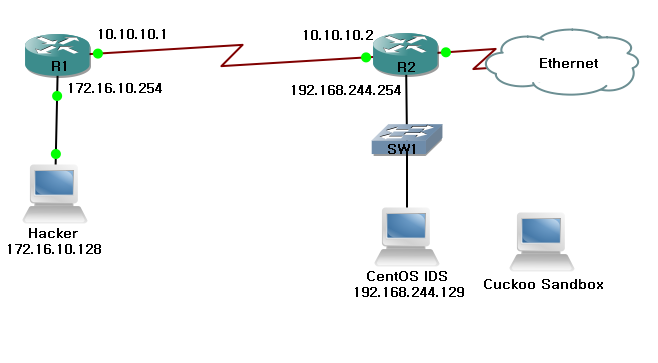 10.10.10.1
10.10.10.2
R1
R2
Ethernet
172.16.10.254
192.168.244.254
SW1
Hacker
172.16.10.128
CentOS IDS
192.168.244.129
Cuckoo Sandbox